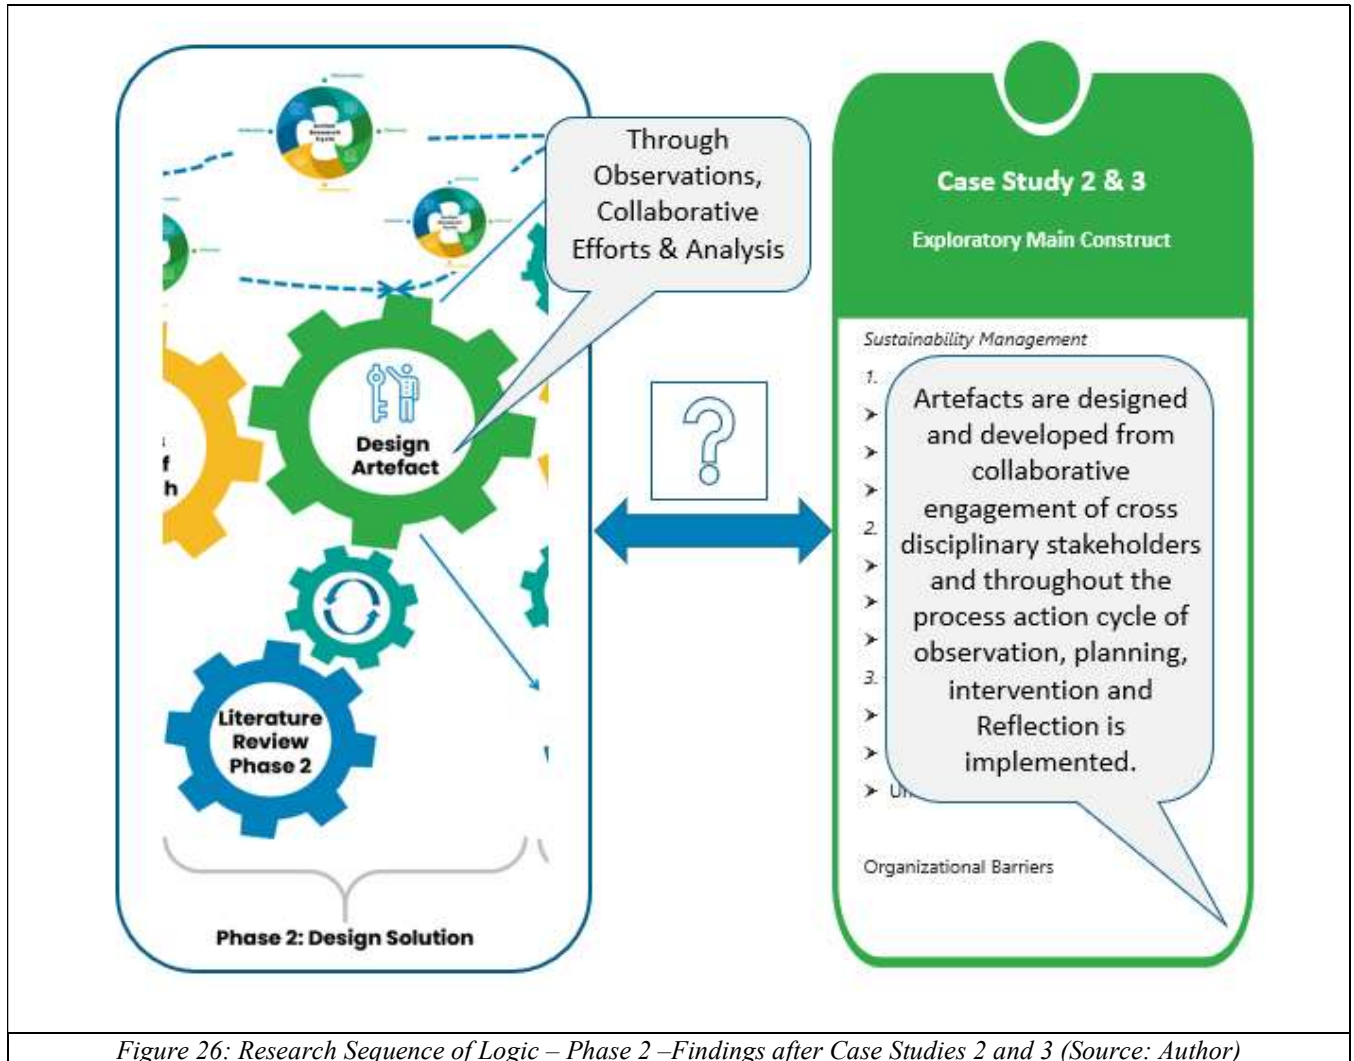 Through
Observations,
Collaborative
Efforts & Analysis
Design
Artefact
f
h
Literature
Review
Phase 2
Phase 2: Design Solution
Case Study 2 & 3
Exploratory Main Construct
Sustainability Management
1.
2.
3.
Artefacts are designed
and developed from
collaborative
engagement of cross
disciplinary stakeholders
and throughout the
process action cycle of
observation, planning,
intervention and
Reflection is
implemented.
Organizational Barriers
Figure 26: Research Sequence of Logic – Phase 2 –Findings after Case Studies 2 and 3 (Source: Author)